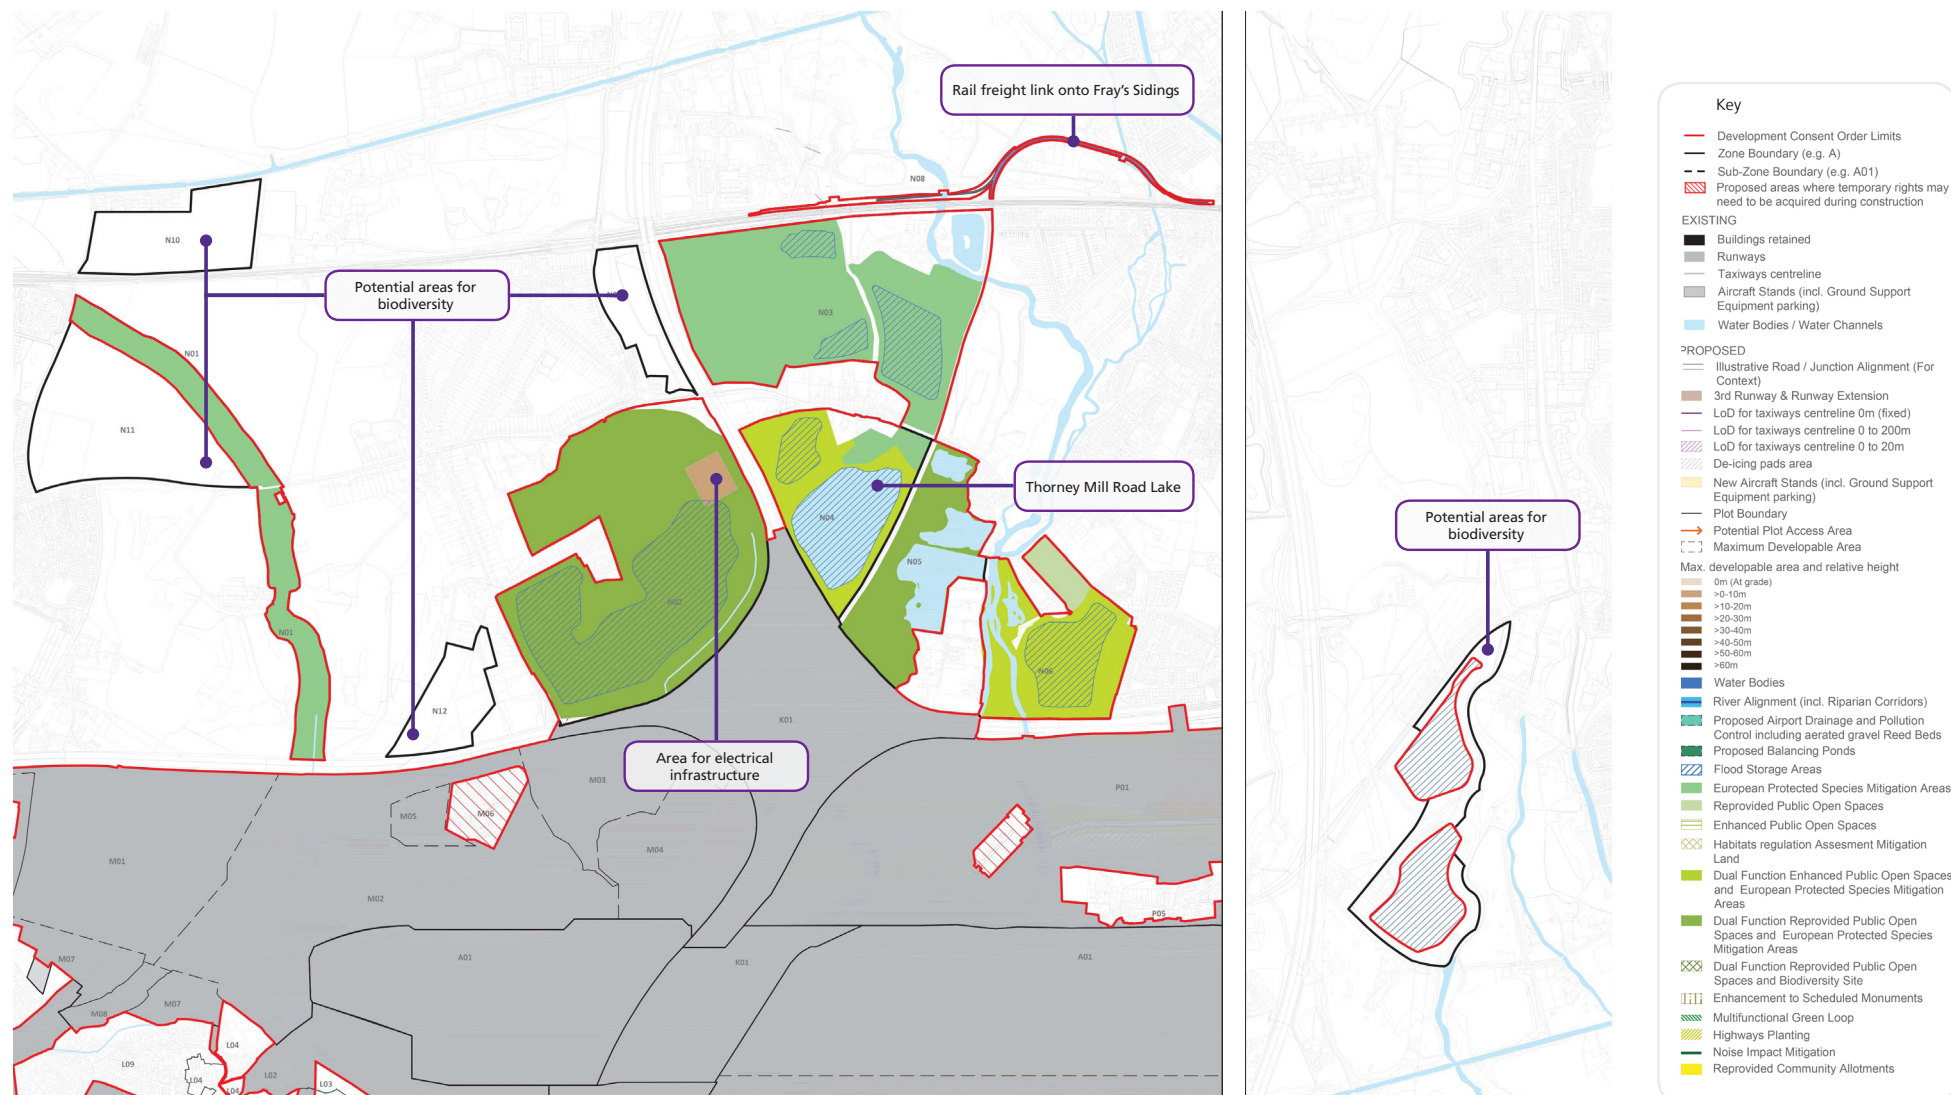 Rail freight link onto Fray's Sidings
N08
N10
Potential areas for
biodiversity
N03
N01
N11
Thorney Mill Road Lake
N04
N05
N02
N01
N06
N12
K01
Area for electrical
infrastructure
M03
P01
M05
M06
M04
M01
M02
P05
A01
K01
A01
M07
M07
M08
L04
L09
L04
L02
L03
L04
Potential areas for
biodiversity
Key
Development Consent Order Limits
Zone Boundary (e.g. A)
Sub-Zone Boundary (e.g. A01)
Proposed areas where temporary rights may
need to be acquired during construction
EXISTING
Buildings retained
Runways
Taxiways centreline
Aircraft Stands (incl. Ground Support
Equipment parking)
Water Bodies / Water Channels
PROPOSED
Illustrative Road / Junction Alignment (For
Context)
3rd Runway & Runway Extension
LoD for taxiways centreline 0m (fixed)
LoD for taxiways centreline 0 to 200m
LoD for taxiways centreline 0 to 20m
De-icing pads area
New Aircraft Stands (incl. Ground Support
Equipment parking)
Plot Boundary
Potential Plot Access Area
Maximum Developable Area
Max. developable area and relative height
0m (At grade)
>0-10m
>10-20m
>20-30m
>30-40m
>40-50m
>50-60m
>60m
Water Bodies
River Alignment (incl. Riparian Corridors)
Proposed Airport Drainage and Pollution
Control including aerated gravel Reed Beds
Proposed Balancing Ponds
Flood Storage Areas
European Protected Species Mitigation Areas
Reprovided Public Open Spaces
Enhanced Public Open Spaces
Habitats regulation Assesment Mitigation
Land
Dual Function Enhanced Public Open Spaces
and European Protected Species Mitigation
Areas
Dual Function Reprovided Public Open
Spaces and European Protected Species
Mitigation Areas
Dual Function Reprovided Public Open
Spaces and Biodiversity Site
Enhancement to Scheduled Monuments
Multifunctional Green Loop
Highways Planting
Noise Impact Mitigation
Reprovided Community Allotments